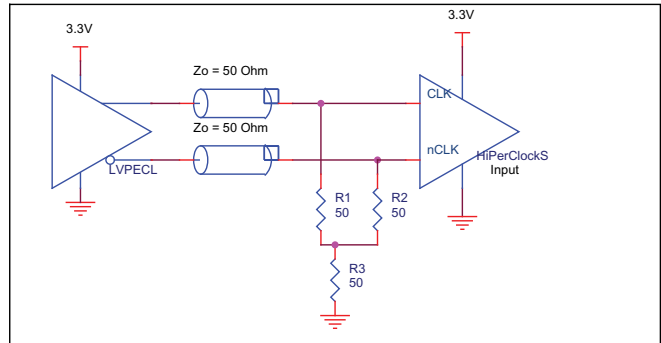 3.3V
3.3V
Zo = 50 Ohm
CLK
Zo = 50 Ohm
nCLK
LVPECL
HiPerClockS
Input
R1
50
R2
50
R3
50